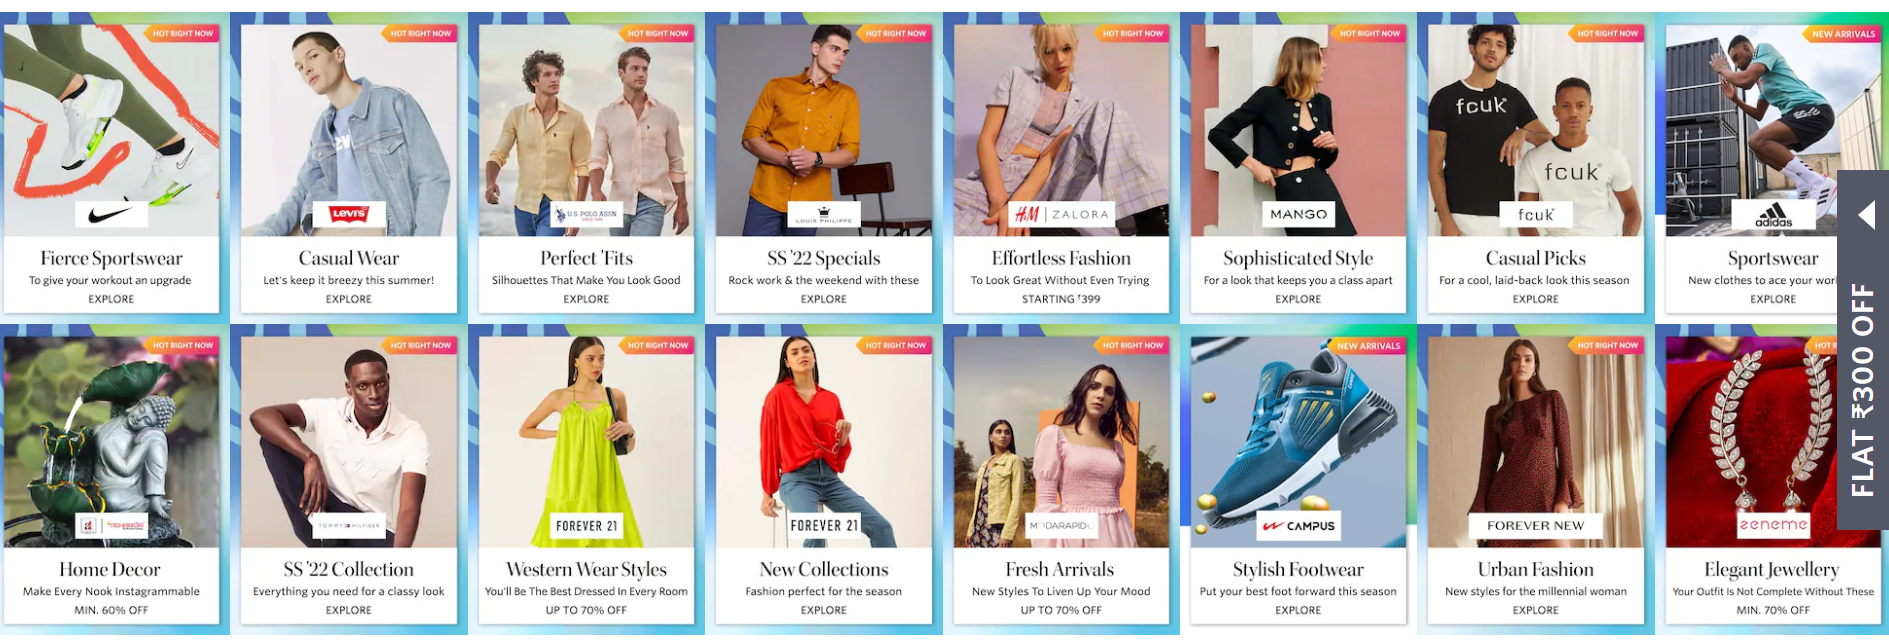 HOT RIGHT NOW
Fierce Sportswear
To give your workout an upgrade
EXPLORE
HOT RIGHT NOW
Levi's
Casual Wear
Let's keep it breezy this summer!
EXPLORE
HOT RIGHT NOW
U.S. POLO ASSN.
SINCE 1890
Perfect 'Fits
Silhouettes That Make You Look Good
EXPLORE
HOT RIGHT NOW
LOUIS PHILIPPE
SS '22 Specials
Rock work & the weekend with these
EXPLORE
HOT RIGHT NOW
H&M | ZALORA
Effortless Fashion
To Look Great Without Even Trying
STARTING ₹399
HOT RIGHT NOW
MANGO
Sophisticated Style
For a look that keeps you a class apart
EXPLORE
HOT RIGHT NOW
fcuk
fcuk
fcuk
Casual Picks
For a cool, laid-back look this season
EXPLORE
NEW ARRIVALS
adidas
Sportswear
New clothes to ace your
EXPLORE
FLAT ₹300 OFF
HOT RIGHT NOW
Home Decor
Make Every Nook Instagrammable
MIN. 60% OFF
HOT RIGHT NOW
TOMMY HILFIGER
SS '22 Collection
Everything you need for a classy look
EXPLORE
HOT RIGHT NOW
FOREVER 21
Western Wear Styles
You'll Be The Best Dressed In Every Room
UP TO 70% OFF
HOT RIGHT NOW
FOREVER 21
New Collections
Fashion perfect for the season
EXPLORE
HOT RIGHT NOW
MODARAPIDO
Fresh Arrivals
New Styles To Liven Up Your Mood
UP TO 70% OFF
NEW ARRIVALS
CAMPUS
Stylish Footwear
Put your best foot forward this season
EXPLORE
HOT RIGHT NOW
FOREVER NEW
Urban Fashion
New styles for the millennial woman
EXPLORE
HOT R
zeneme
Elegant Jewellery
Your Outfit Is Not Complete Without These
MIN. 70% OFF